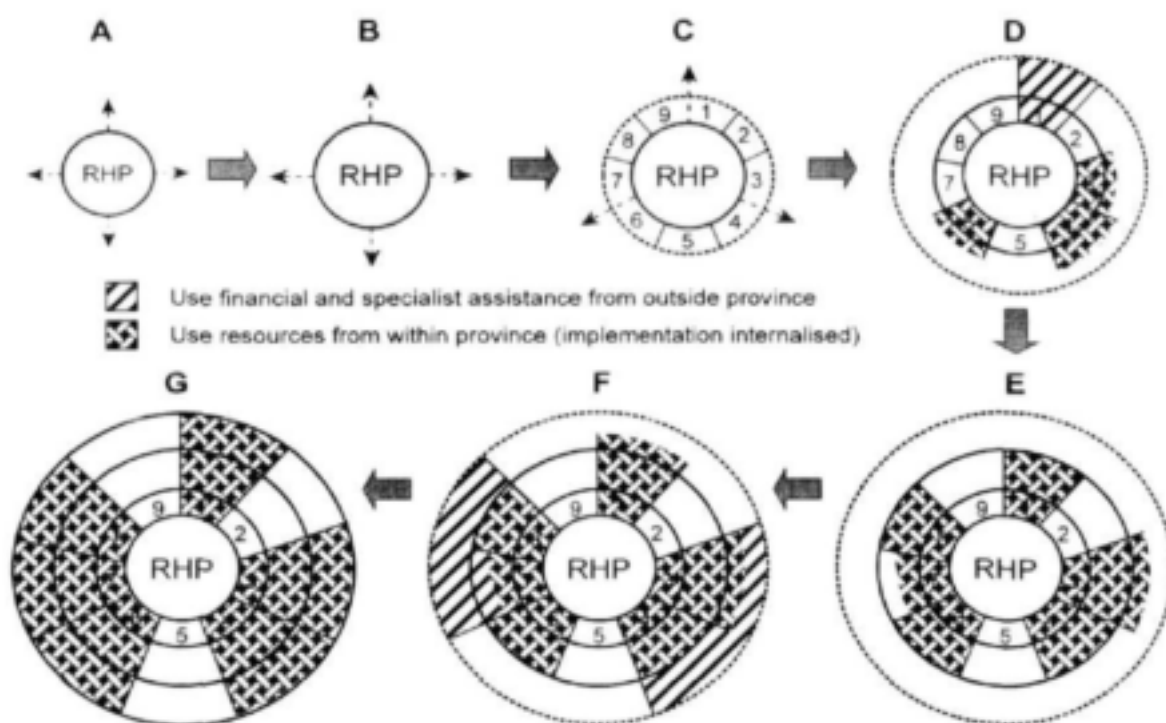 A
B
C
D
RHP
RHP
RHP
1
2
3
4
5
6
7
8
9
RHP
2
5
7
8
9
Use financial and specialist assistance from outside province
Use resources from within province (implementation internalised)
G
F
E
RHP
9
2
5
RHP
9
2
5
RHP
9
2
5